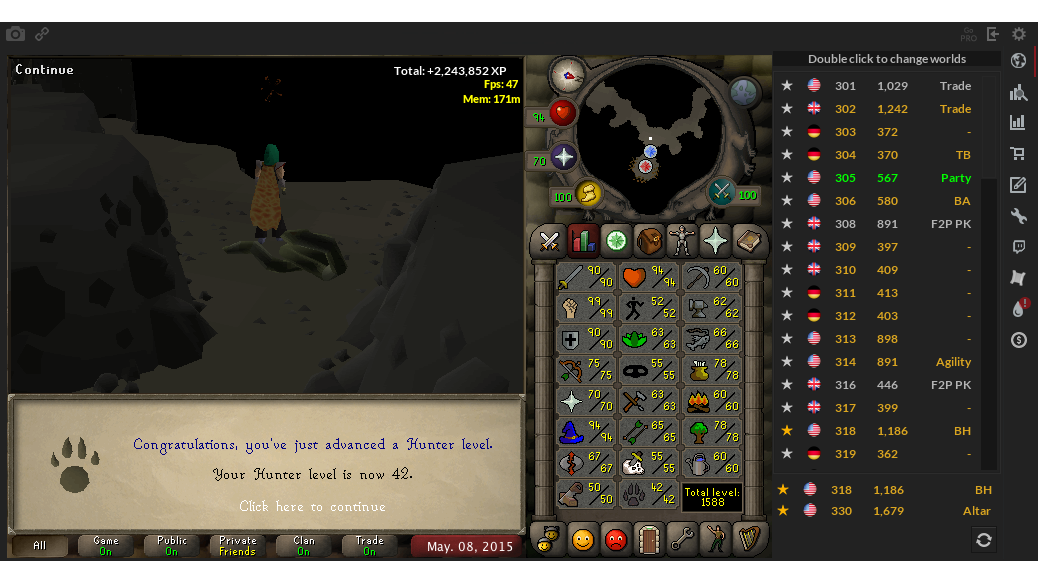 Go
PRO
Continue
Total: +2,243,852 XP
Fps: 47
Mem: 171m
94
70
100
100
90/90 94/94 60/60
99/99 52/52 62/62
90/90 63/63 66/66
75/75 55/55 78/78
70/70 63/63 60/60
94/94 65/65 78/78
67/67 55/55 60/60
50/50 42/42 Total level:
1588
Congratulations, you've just advanced a Hunter level.
Your Hunter level is now 42.
Click here to continue
All
Game
On
Public
On
Private
Friends
Clan
On
Trade
On
May. 08, 2015
Double click to change worlds
301 1,029 Trade
302 1,242 Trade
303 372 -
304 370 TB
305 567 Party
306 580 BA
308 891 F2P PK
309 397 -
310 409 -
311 413 -
312 403 -
313 898 -
314 891 Agility
316 446 F2P PK
317 399 -
318 1,186 BH
319 362 -
318 1,186 BH
330 1,679 Altar